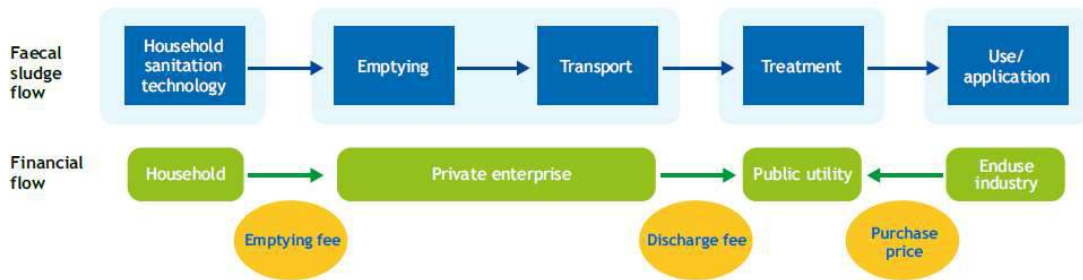 Faecal
sludge
flow
Household
sanitation
technology
Emptying
Transport
Treatment
Use/
application
Financial
flow
Household
Private enterprise
Public utility
Enduse
industry
Emptying fee
Discharge fee
Purchase
price